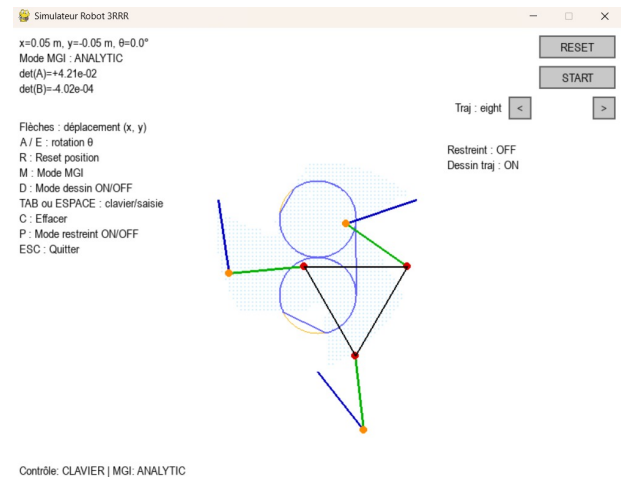 Simulateur Robot 3RRR
x=0.05 m, y=-0.05 m, θ=0.0°
Mode MGI : ANALYTIC
det(A)=+4.21e-02
det(B)=-4.02e-04
Flèches : déplacement (x, y)
A / E : rotation θ
R : Reset position
M : Mode MGI
D : Mode dessin ON/OFF
TAB ou ESPACE : clavier/saisie
C : Effacer
P : Mode restreint ON/OFF
ESC : Quitter
RESET
START
Traj : eight < >
Restreint : OFF
Dessin traj : ON
Contrôle: CLAVIER | MGI: ANALYTIC